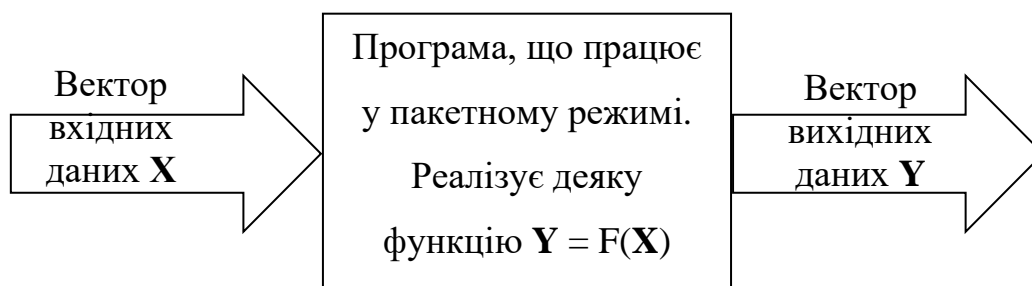 Вектор
вхідних
даних X
Програма, що працює
у пакетному режимі.
Реалізує деяку
функцію Y = F(X)
Вектор
вихідних
даних Y